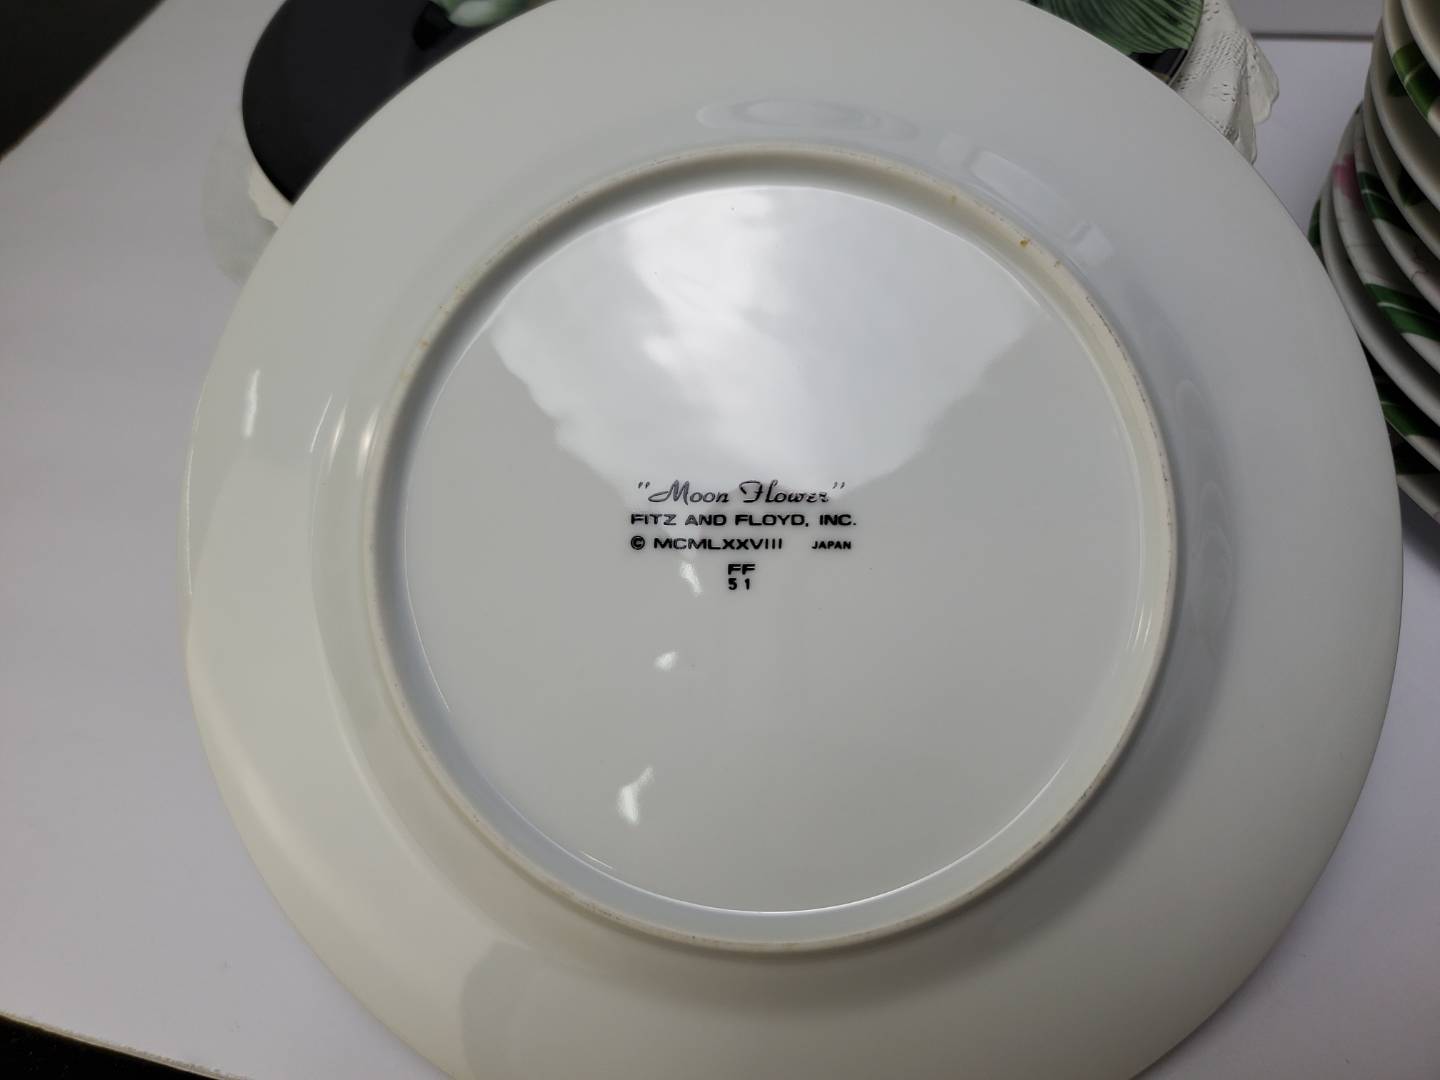 "Moon Flower"
FITZ AND FLOYD, INC.
© MCMLXXVIII JAPAN
FF
51